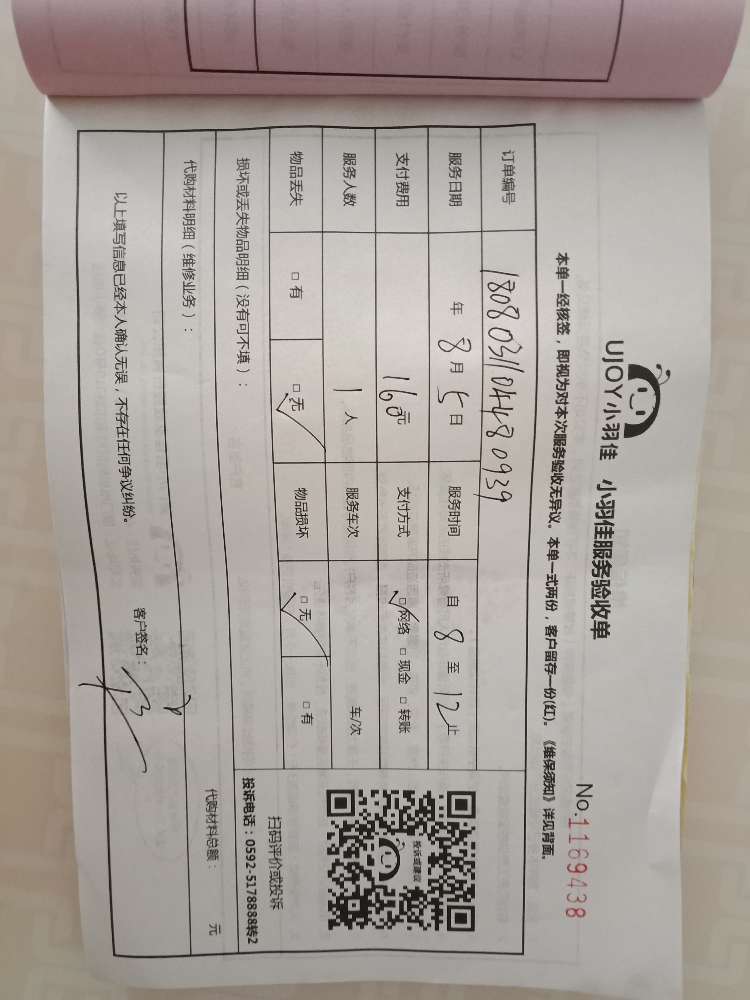 UJOY小羽佳 小羽佳服务验收单
No:1169438
本单一经核签，即视为对本次服务验收无异议。本单一式两份，客户留存一份(红)。《维保须知》详见背面。
订单编号 180803110448 0939
服务日期 年 8 月 5 日 服务时间 自 8 至 12 止
支付费用 160 元 支付方式 ☑ 网络 □ 现金 □ 转账
服务人数 1 人 服务车次 车/次
物品丢失 □ 有 ☑ 无 物品损坏 ☑ 无 □ 有
投诉或建议
扫码评价或投诉
投诉电话：0592-5178888转2
损坏或丢失物品明细（没有可不填）：
代购材料明细（维修业务）：
代购材料总额： 元
以上填写信息已经本人确认无误，不存在任何争议纠纷。
客户签名：